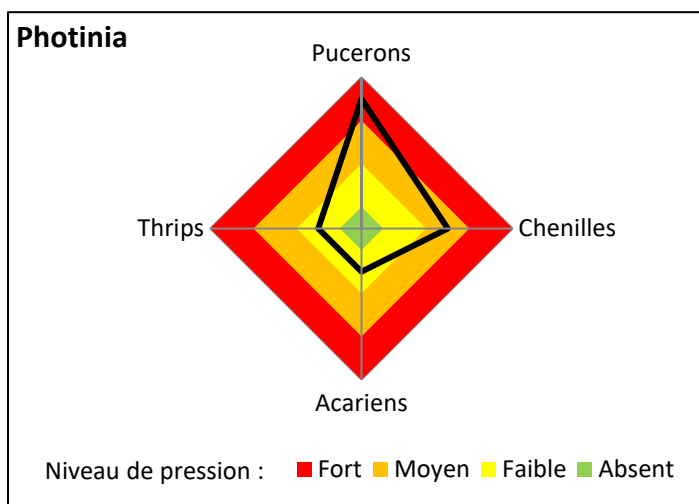 Photinia
Pucerons
Thrips
Chenilles
Acariens
Niveau de pression : Fort Moyen Faible Absent